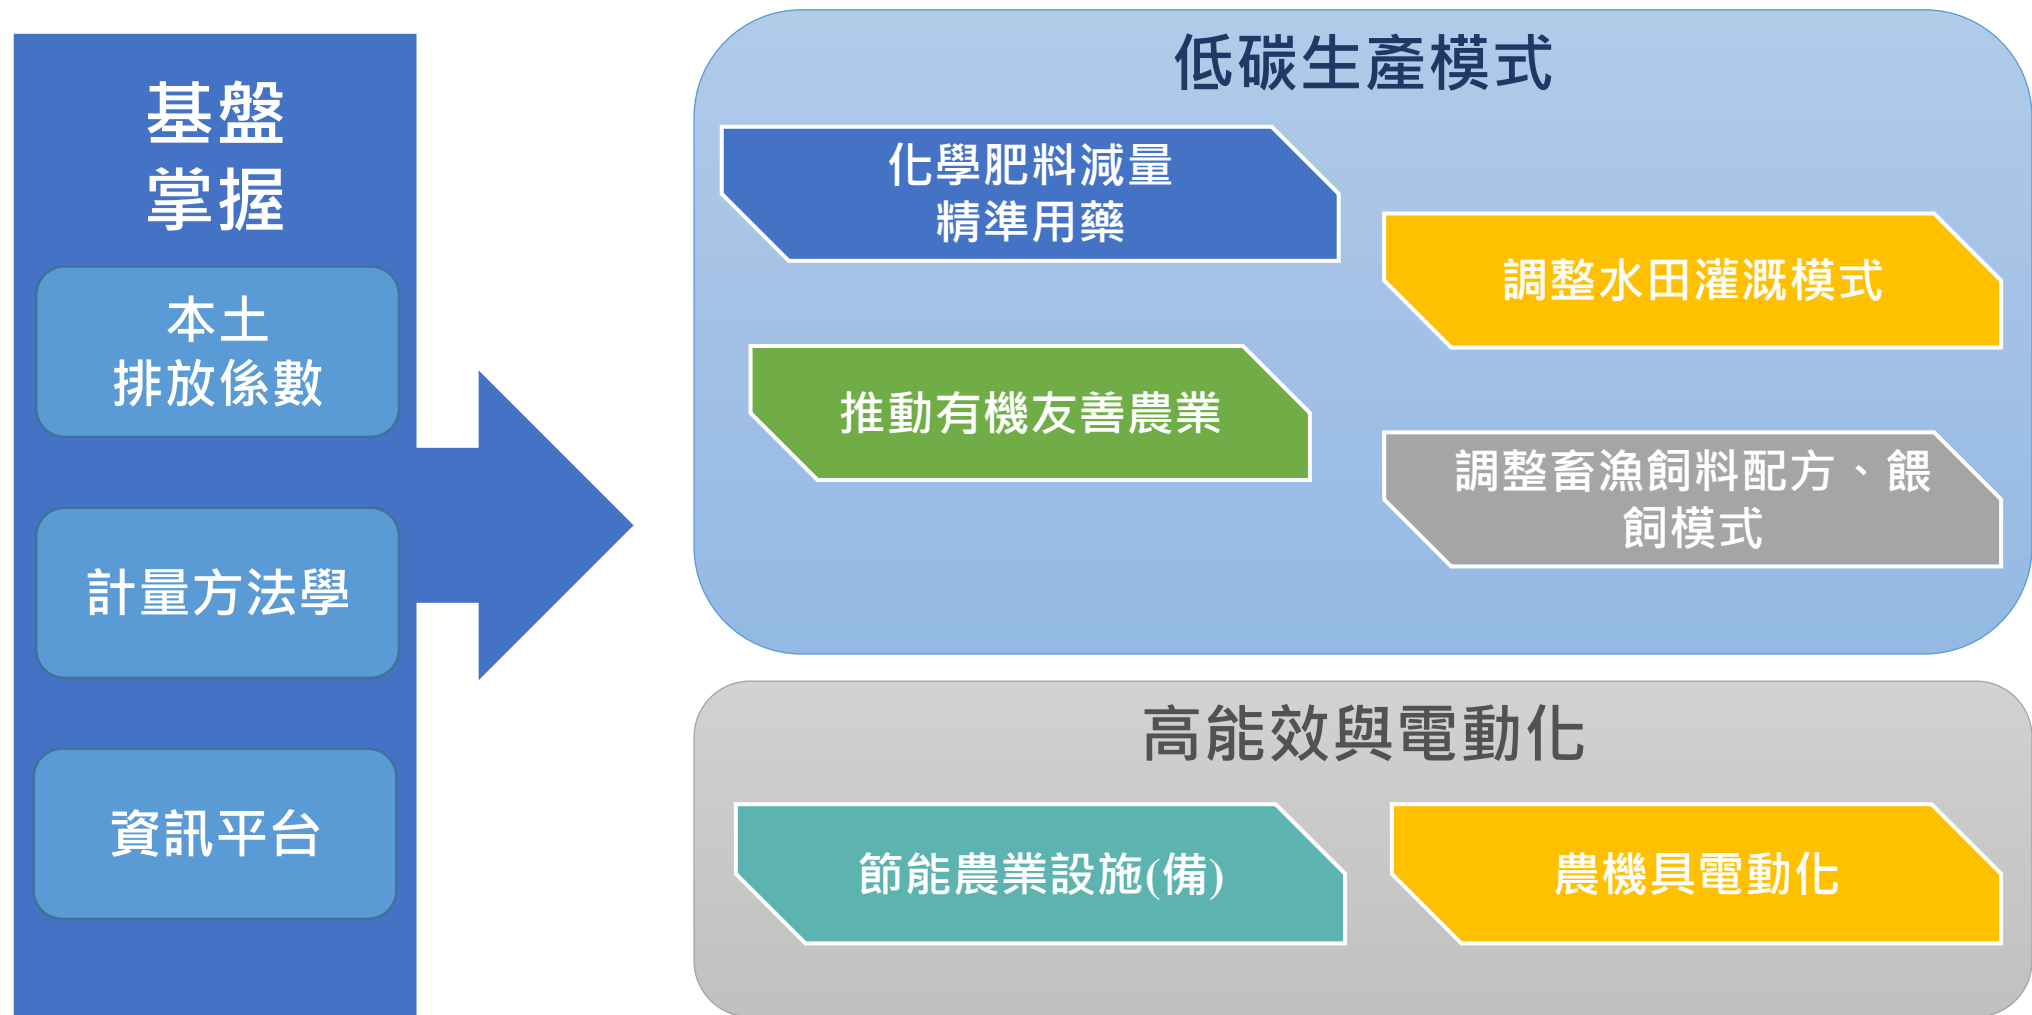 基盤
掌握
本土
排放係數
計量方法學
資訊平台
低碳生產模式
化學肥料減量
精準用藥
調整水田灌溉模式
推動有機友善農業
調整畜漁飼料配方、餵
飼模式
高能效與電動化
節能農業設施(備)
農機具電動化